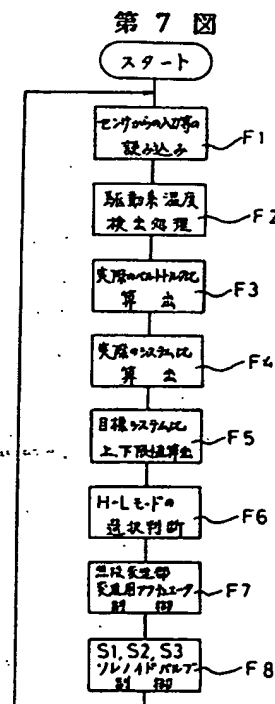 第 7 図
スタート
センサからの入力等の
読み込み
F1
駆動系温度
検出処理
F2
実際のベルトトルク比
算 出
F3
実際のシステム比
算 出
F4
目標システム比
上、下限値算出
F5
H-Lモードの
選択判断
F6
無段変速部
変速用アクチュエータ
制 御
F7
S1, S2, S3
ソレノイドバルブ
制 御
F8